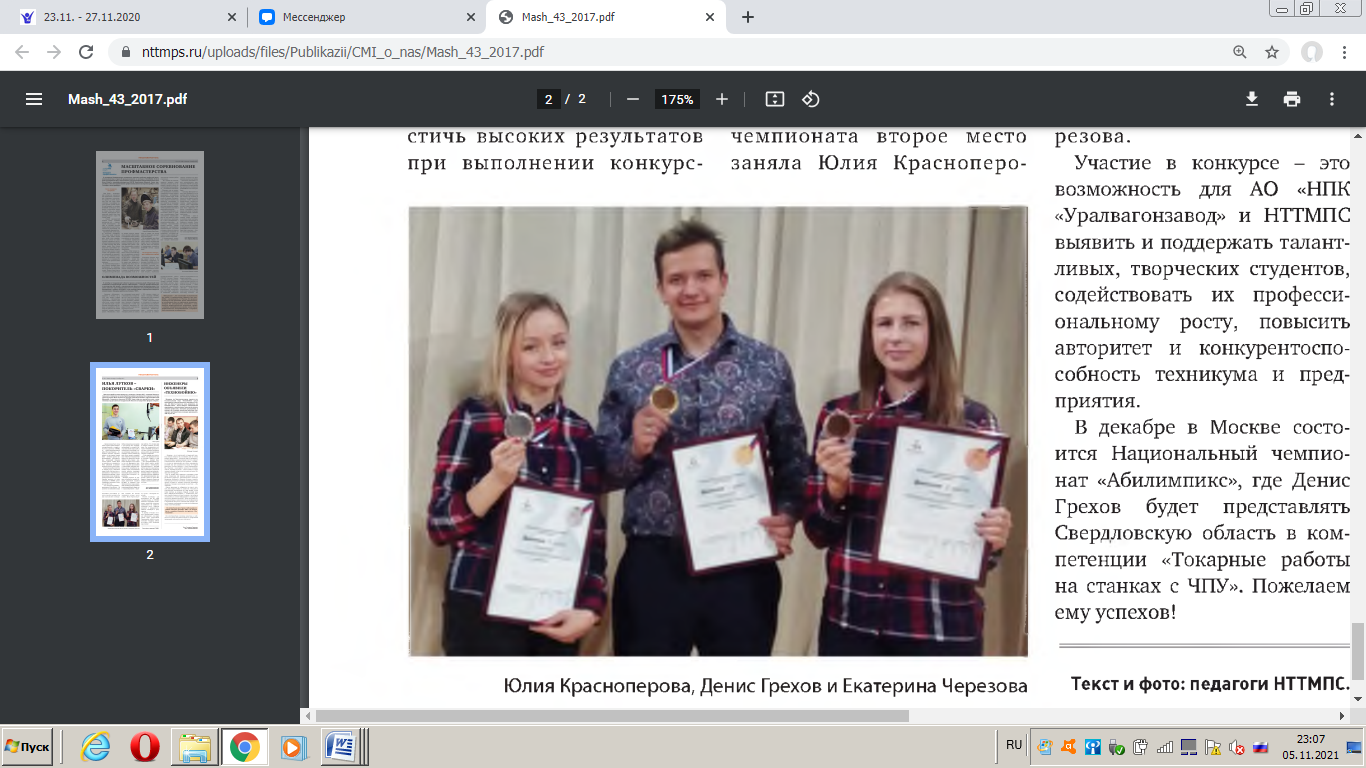 23.11. - 27.11.2020
Мессенджер
Mash_43_2017.pdf
nttmps.ru/uploads/files/Publikazii/CMI_o_nas/Mash_43_2017.pdf
Mash_43_2017.pdf
2 / 2
175%
МАСШТАБНОЕ СОРЕВНОВАНИЕ
ПРОФМАСТЕРСТВА
1
2
стичь высоких результатов
при выполнении конкурс-
чемпионата второе место
заняла Юлия Красноперо-
резова.
Участие в конкурсе – это
возможность для АО «НПК
«Уралвагонзавод» и НТТМПС
выявить и поддержать талант-
ливых, творческих студентов,
содействовать их професси-
ональному росту, повысить
авторитет и конкурентоспо-
собность техникума и пред-
приятия.
В декабре в Москве состо-
ится Национальный чемпио-
нат «Абилимпикс», где Денис
Грехов будет представлять
Свердловскую область в ком-
петенции «Токарные работы
на станках с ЧПУ». Пожелаем
ему успехов!
Юлия Красноперова, Денис Грехов и Екатерина Черезова
Текст и фото: педагоги НТТМПС.
Пуск
RU
23:07
05.11.2021